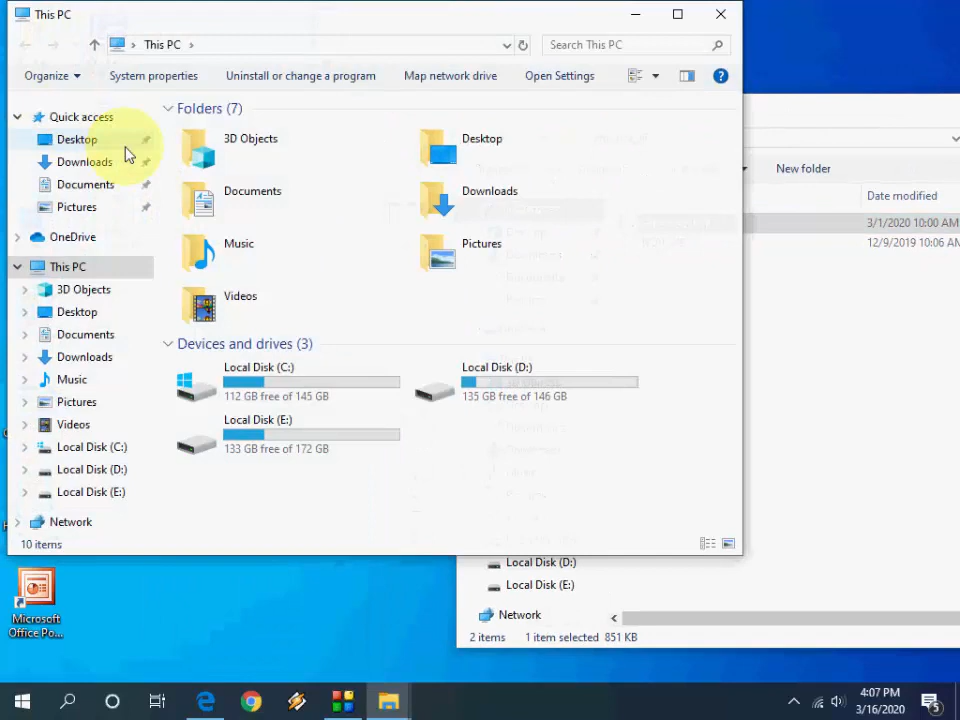 This PC
This PC
Search This PC
Organize
System properties
Uninstall or change a program
Map network drive
Open Settings
Quick access
Desktop
Downloads
Documents
Pictures
OneDrive
This PC
3D Objects
Desktop
Documents
Downloads
Music
Pictures
Videos
Local Disk (C:)
Local Disk (D:)
Local Disk (E:)
Network
10 items
Folders (7)
3D Objects
Desktop
Documents
Downloads
Music
Pictures
Videos
Devices and drives (3)
Local Disk (C:)
112 GB free of 145 GB
Local Disk (D:)
135 GB free of 146 GB
Local Disk (E:)
133 GB free of 172 GB
New folder
Date modified
3/1/2020 10:00 AM
12/9/2019 10:06 AM
Local Disk (D:)
Local Disk (E:)
Network
2 items 1 item selected 851 KB
Microsoft
Office Po...
4:07 PM
3/16/2020
5